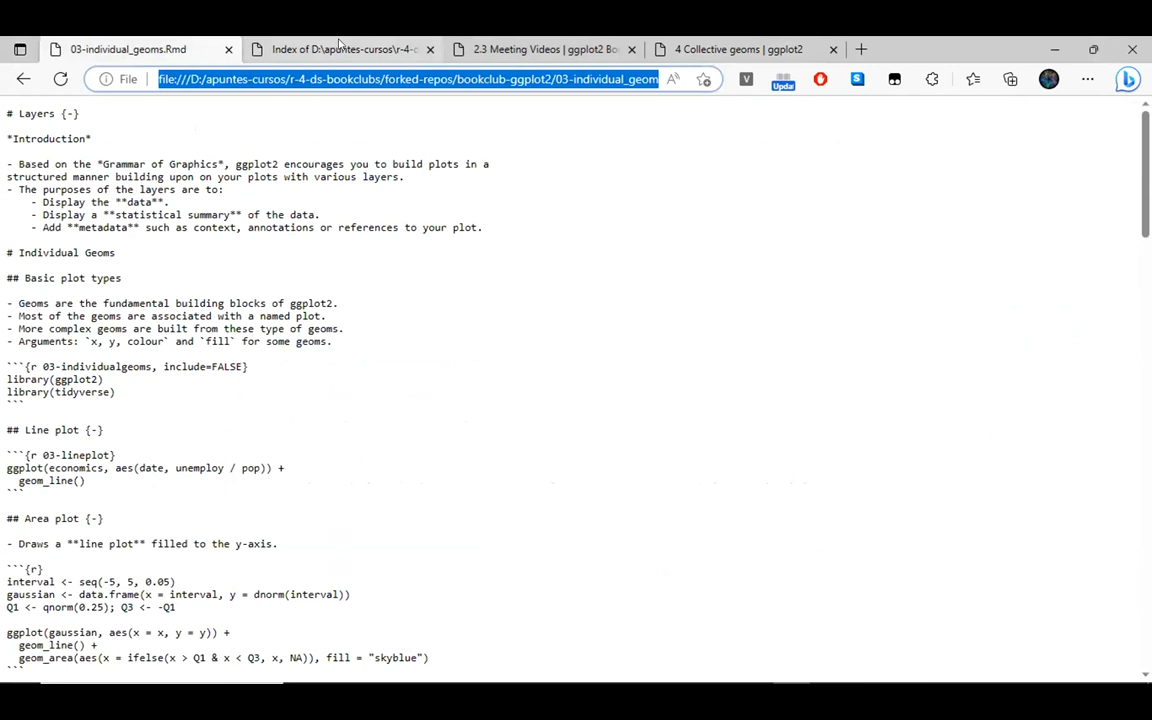 03-individual_geoms.Rmd
Index of D:\apuntes-cursos\r-4-c
2.3 Meeting Videos | ggplot2 Bo
4 Collective geoms | ggplot2
File
file:///D:/apuntes-cursos/r-4-ds-bookclubs/forked-repos/bookclub-ggplot2/03-individual_geom
V
Updat
# Layers {-}
*Introduction*
- Based on the *Grammar of Graphics*, ggplot2 encourages you to build plots in a
structured manner building upon on your plots with various layers.
- The purposes of the layers are to:
- Display the **data**.
- Display a **statistical summary** of the data.
- Add **metadata** such as context, annotations or references to your plot.
# Individual Geoms
## Basic plot types
- Geoms are the fundamental building blocks of ggplot2.
- Most of the geoms are associated with a named plot.
- More complex geoms are built from these type of geoms.
- Arguments: `x, y, colour` and `fill` for some geoms.
```{r 03-individualgeoms, include=FALSE}
library(ggplot2)
library(tidyverse)
```
## Line plot {-}
```{r 03-lineplot}
ggplot(economics, aes(date, unemploy / pop)) +
geom_line()
```
## Area plot {-}
- Draws a **line plot** filled to the y-axis.
```{r}
interval <- seq(-5, 5, 0.05)
gaussian <- data.frame(x = interval, y = dnorm(interval))
Q1 <- qnorm(0.25); Q3 <- -Q1
ggplot(gaussian, aes(x = x, y = y)) +
geom_line() +
geom_area(aes(x = ifelse(x > Q1 & x < Q3, x, NA)), fill = "skyblue")
```